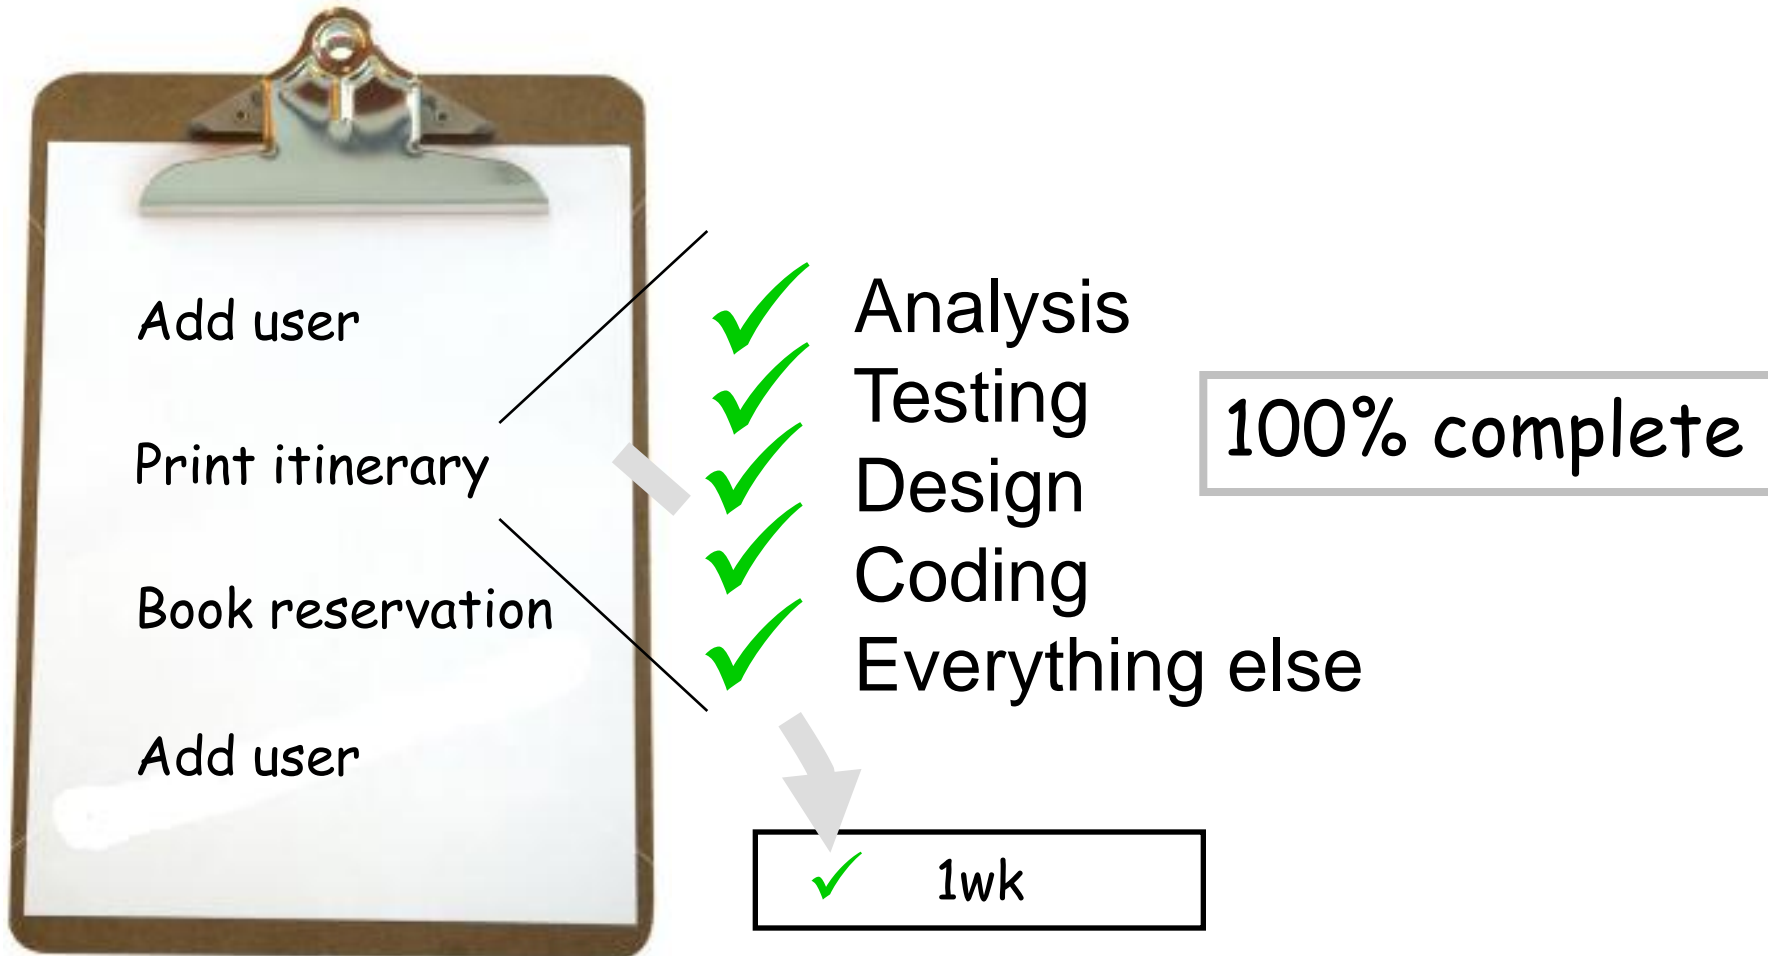 Add user
Print itinerary
Book reservation
Add user
Analysis
Testing
Design
Coding
Everything else
100% complete
1wk